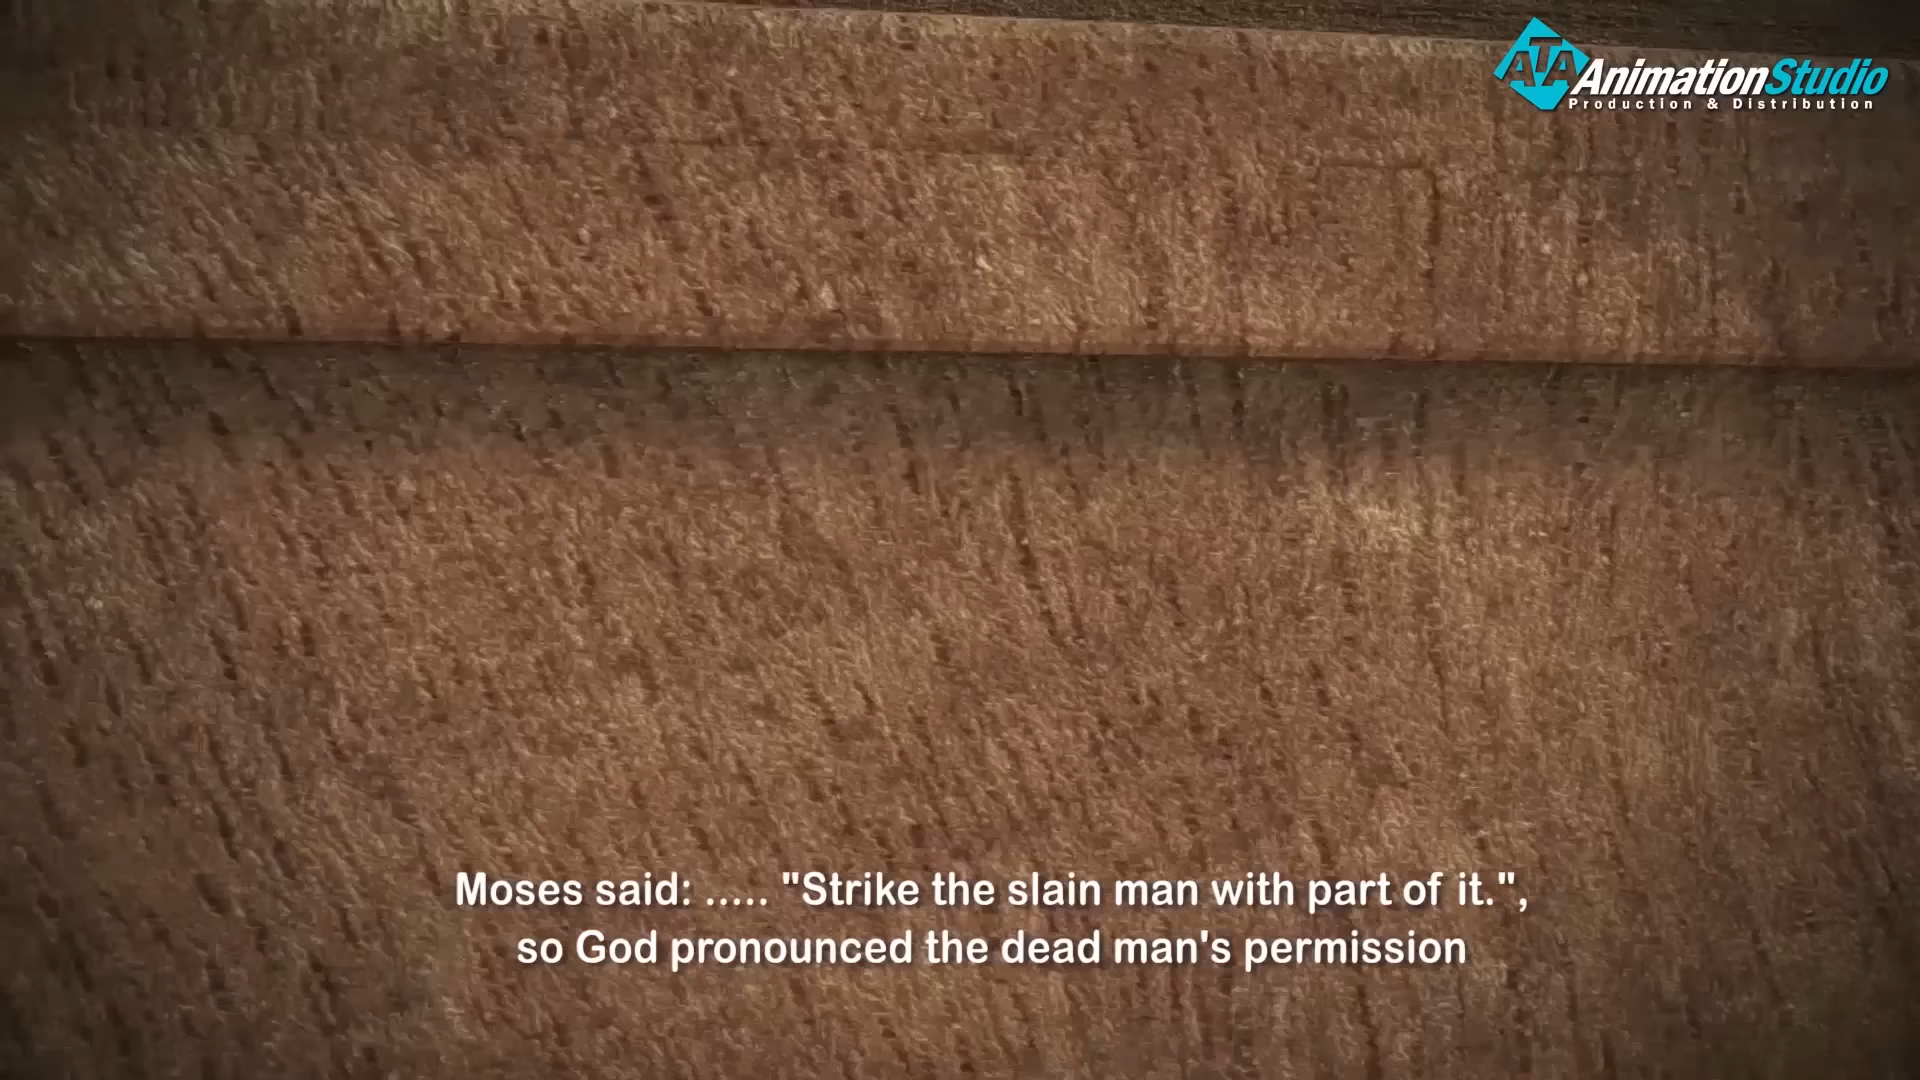 ATA AnimationStudio
Production & Distribution
Moses said: ..... "Strike the slain man with part of it.",
so God pronounced the dead man's permission